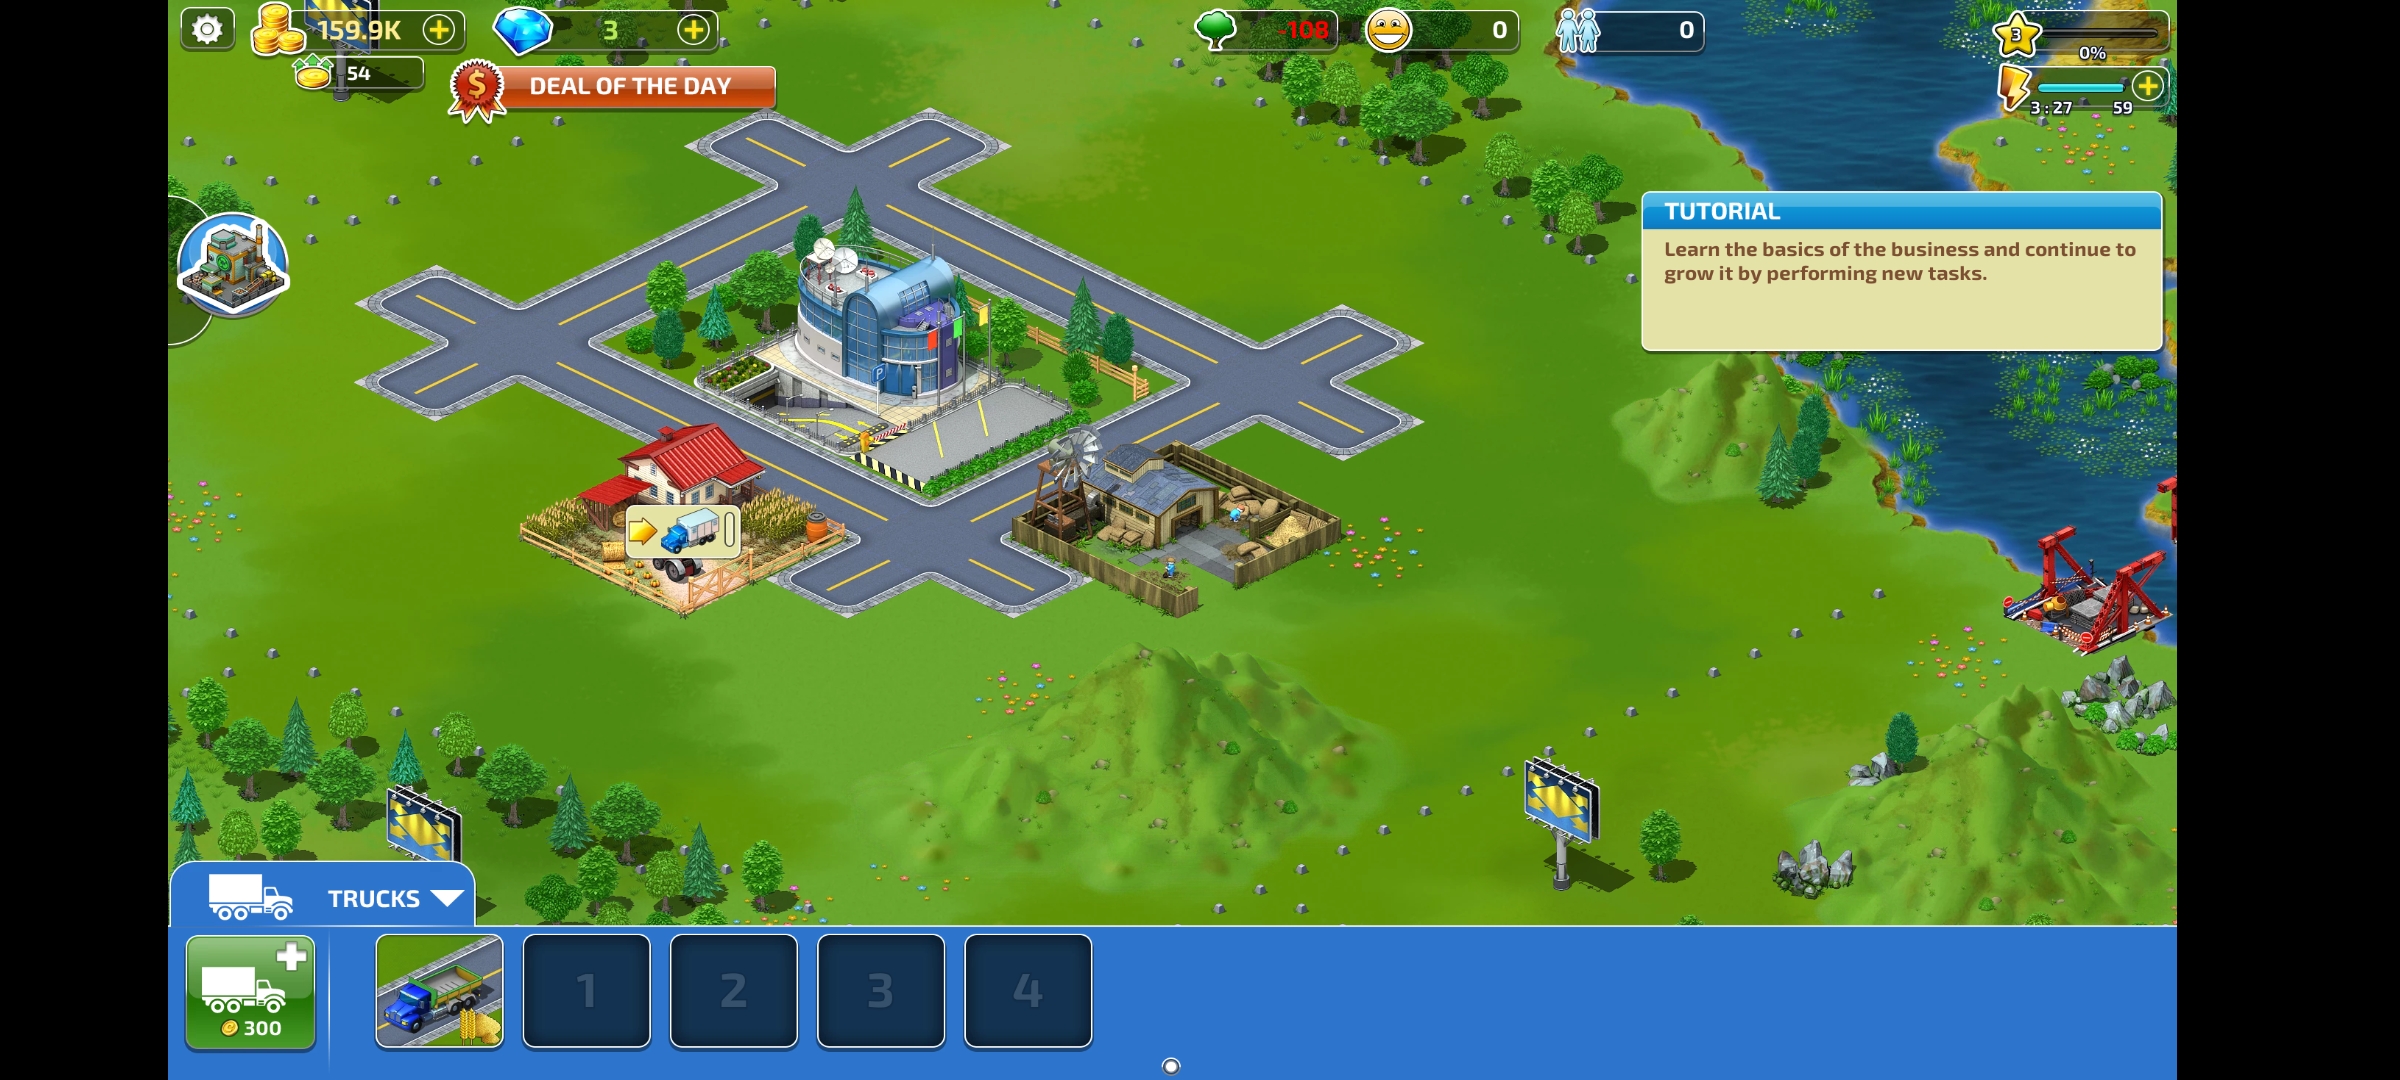 159.9K
3
-108
0
0
3
0%
54
DEAL OF THE DAY
3:27
59
TUTORIAL
Learn the basics of the business and continue to
grow it by performing new tasks.
P
TRUCKS
300
1
2
3
4